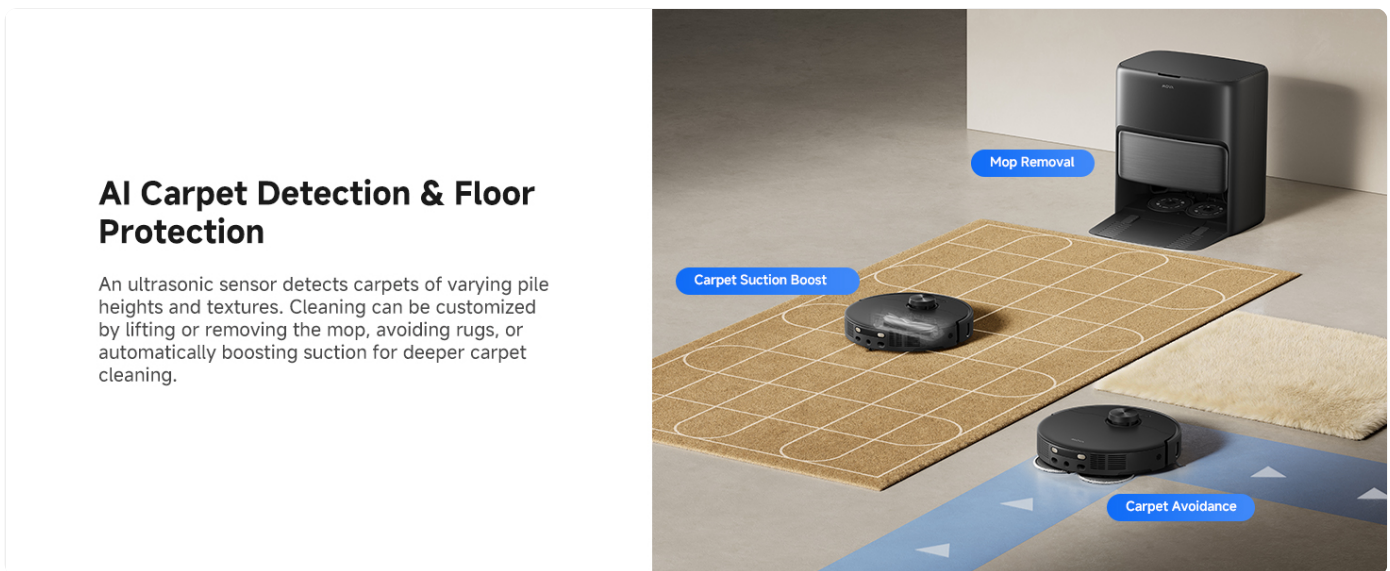 AI Carpet Detection & Floor
Protection
An ultrasonic sensor detects carpets of varying pile
heights and textures. Cleaning can be customized
by lifting or removing the mop, avoiding rugs, or
automatically boosting suction for deeper carpet
cleaning.
Mop Removal
Carpet Suction Boost
Carpet Avoidance